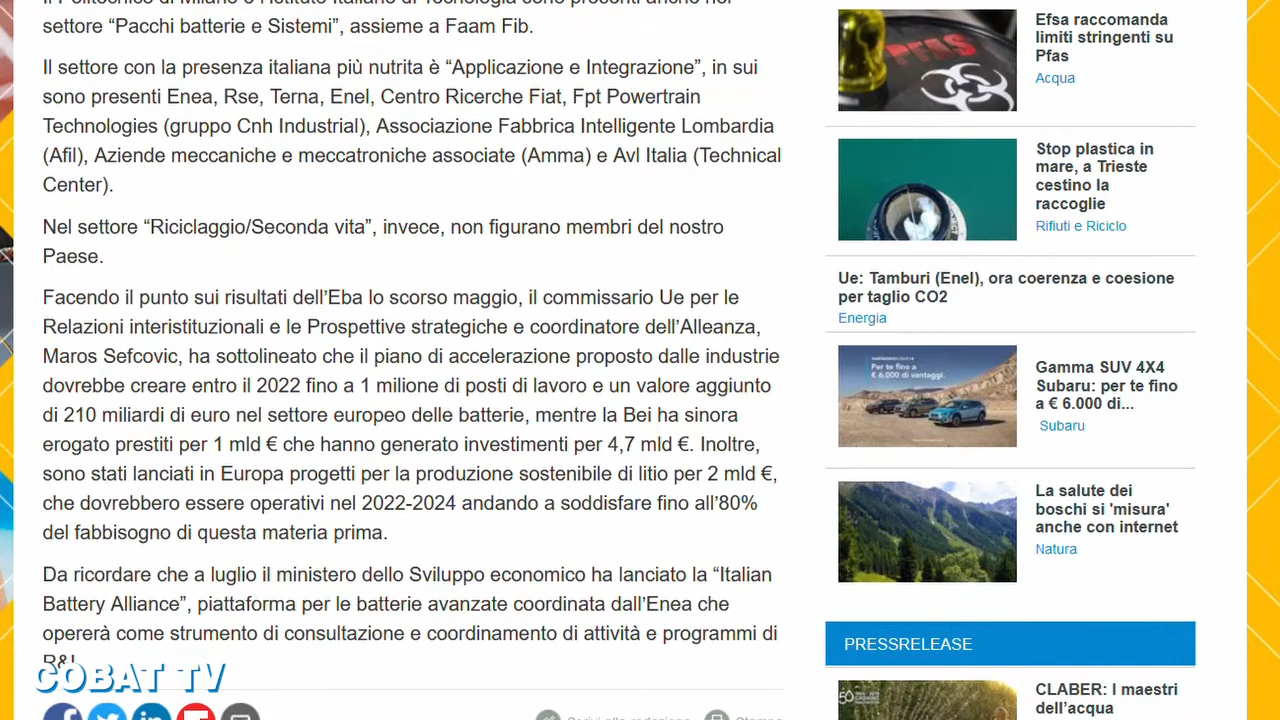 settore “Pacchi batterie e Sistemi”, assieme a Faam Fib.
Il settore con la presenza italiana più nutrita è “Applicazione e Integrazione”, in sui
sono presenti Enea, Rse, Terna, Enel, Centro Ricerche Fiat, Fpt Powertrain
Technologies (gruppo Cnh Industrial), Associazione Fabbrica Intelligente Lombardia
(Afil), Aziende meccaniche e meccatroniche associate (Amma) e Avl Italia (Technical
Center).
Nel settore “Riciclaggio/Seconda vita”, invece, non figurano membri del nostro
Paese.
Facendo il punto sui risultati dell’Eba lo scorso maggio, il commissario Ue per le
Relazioni interistituzionali e le Prospettive strategiche e coordinatore dell’Alleanza,
Maros Sefcovic, ha sottolineato che il piano di accelerazione proposto dalle industrie
dovrebbe creare entro il 2022 fino a 1 milione di posti di lavoro e un valore aggiunto
di 210 miliardi di euro nel settore europeo delle batterie, mentre la Bei ha sinora
erogato prestiti per 1 mld € che hanno generato investimenti per 4,7 mld €. Inoltre,
sono stati lanciati in Europa progetti per la produzione sostenibile di litio per 2 mld €,
che dovrebbero essere operativi nel 2022-2024 andando a soddisfare fino all’80%
del fabbisogno di questa materia prima.
Da ricordare che a luglio il ministero dello Sviluppo economico ha lanciato la “Italian
Battery Alliance”, piattaforma per le batterie avanzate coordinata dall’Enea che
opererà come strumento di consultazione e coordinamento di attività e programmi di
R&I
COBAT TV
Efsa raccomanda
limiti stringenti su
Pfas
Acqua
PFAS
Stop plastica in
mare, a Trieste
cestino la
raccoglie
Rifiuti e Riciclo
Ue: Tamburi (Enel), ora coerenza e coesione
per taglio CO2
Energia
Per te fino a
€ 6.000 di vantaggi.
Gamma SUV 4X4
Subaru: per te fino
a € 6.000 di...
Subaru
La salute dei
boschi si 'misura'
anche con internet
Natura
PRESSRELEASE
CLABER: I maestri
dell’acqua